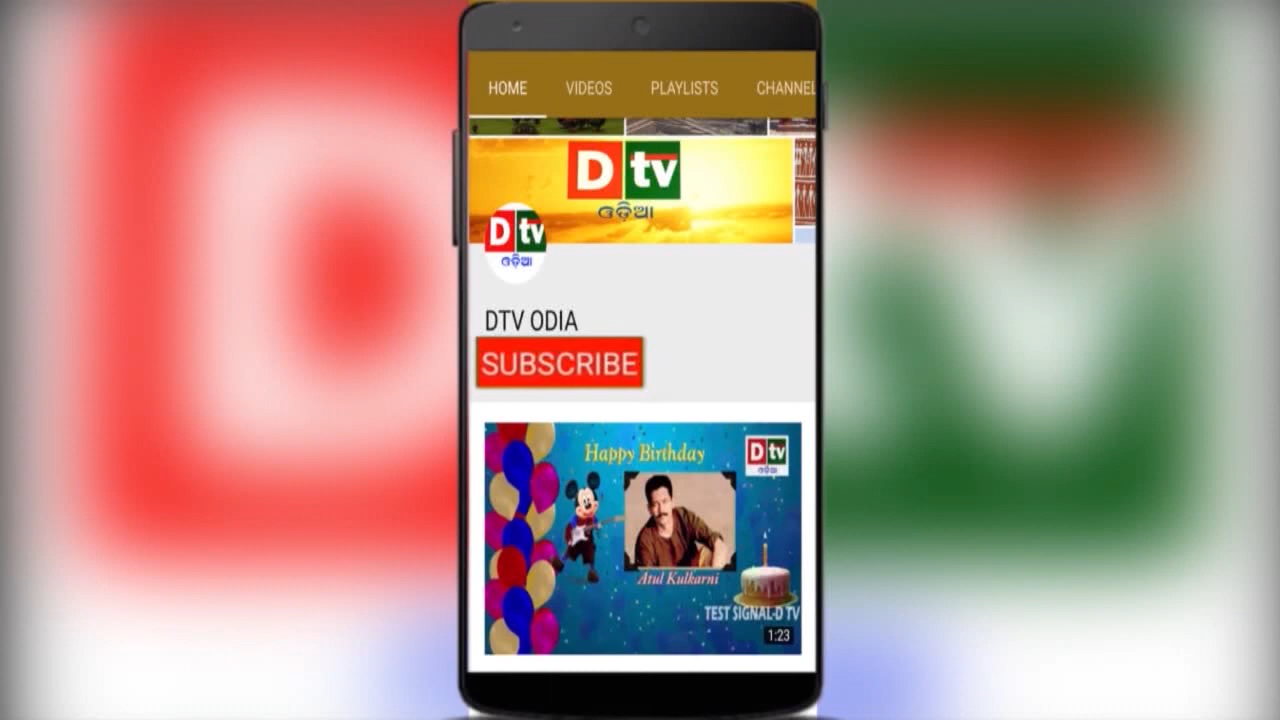 HOME VIDEOS PLAYLISTS CHANNEL
D tv
ଓଡ଼ିଆ
D tv
ଓଡ଼ିଆ
DTV ODIA
SUBSCRIBE
Happy Birthday
D tv
ଓଡ଼ିଆ
Atul Kulkarni
TEST SIGNAL-D TV
1:23